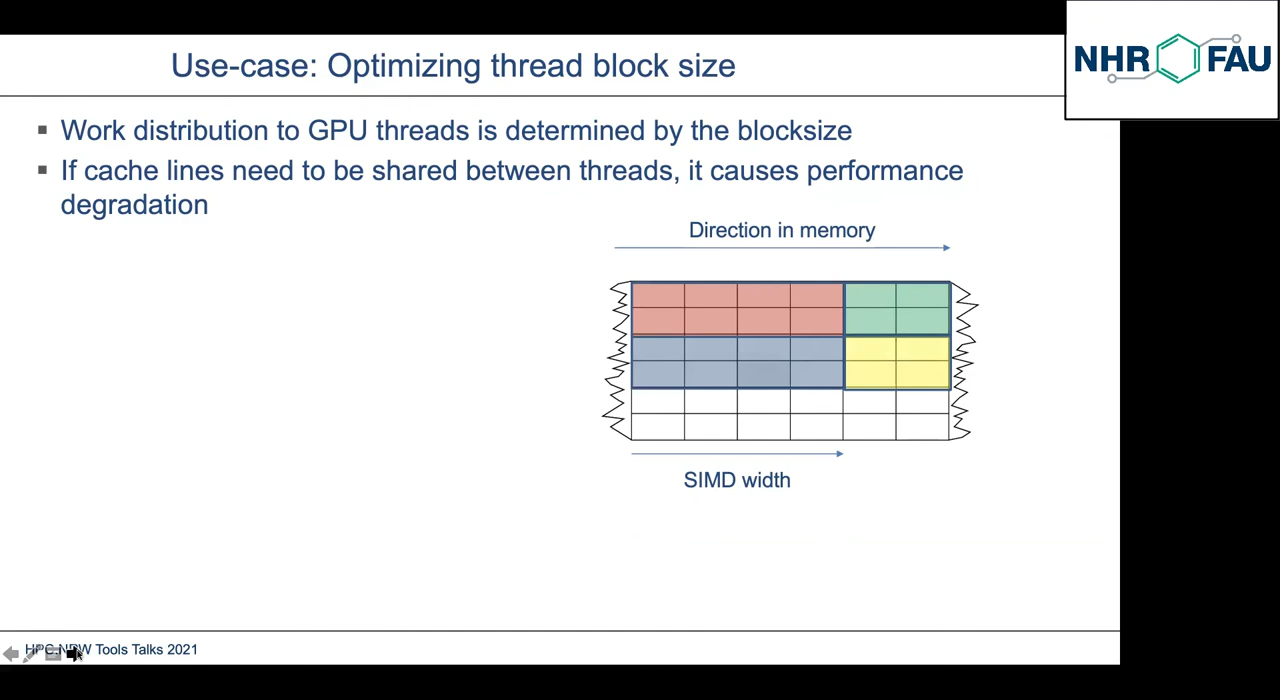 NHR FAU
Use-case: Optimizing thread block size
Work distribution to GPU threads is determined by the blocksize
If cache lines need to be shared between threads, it causes performance
degradation
Direction in memory
SIMD width
HPC.NRW Tools Talks 2021